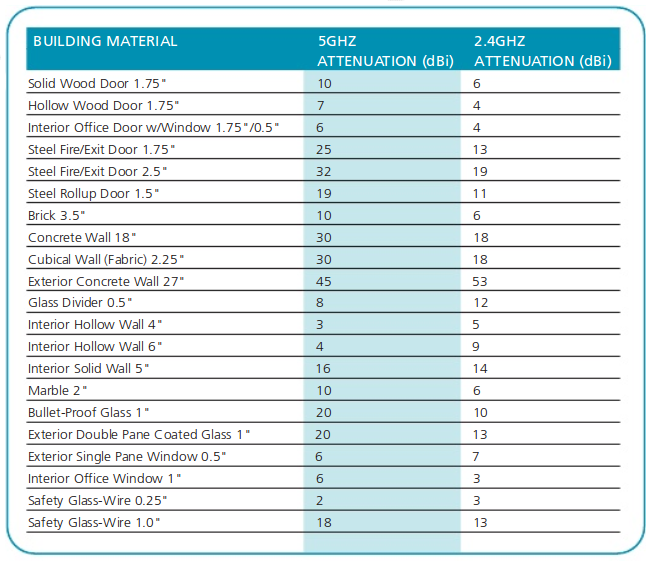 BUILDING MATERIAL 5GHZ 2.4GHZ
ATTENUATION (dBi) ATTENUATION (dBi)
Solid Wood Door 1.75" 10 6
Hollow Wood Door 1.75" 7 4
Interior Office Door w/Window 1.75"/0.5" 6 4
Steel Fire/Exit Door 1.75" 25 13
Steel Fire/Exit Door 2.5" 32 19
Steel Rollup Door 1.5" 19 11
Brick 3.5" 10 6
Concrete Wall 18" 30 18
Cubical Wall (Fabric) 2.25" 30 18
Exterior Concrete Wall 27" 45 53
Glass Divider 0.5" 8 12
Interior Hollow Wall 4" 3 5
Interior Hollow Wall 6" 4 9
Interior Solid Wall 5" 16 14
Marble 2" 10 6
Bullet-Proof Glass 1" 20 10
Exterior Double Pane Coated Glass 1" 20 13
Exterior Single Pane Window 0.5" 6 7
Interior Office Window 1" 6 3
Safety Glass-Wire 0.25" 2 3
Safety Glass-Wire 1.0" 18 13